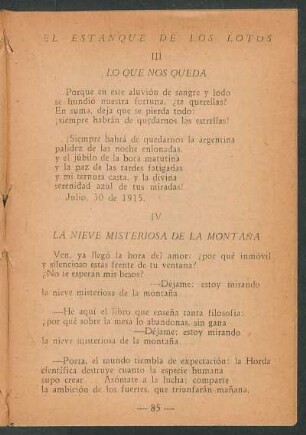 EL ESTANQUE DE LOS LOTOS
III
LO QUE NOS QUEDA
Porque en este aluvión de sangre y lodo
se hundió nuestra fortuna, ¿te querellas?
En suma, deja que se pierda todo:
¡siempre habrán de quedarnos las estrellas!
¡Siempre habrá de quedarnos la argentina
palidez de las noches enlunadas,
y el júbilo de la hora matutina
y la paz de las tardes fatigadas
y mi ternura casta, y la divina
serenidad azul de tus miradas!
Julio, 30 de 1915.
IV
LA NIEVE MISTERIOSA DE LA MONTAÑA
Ven, ya llegó la hora del amor: ¿por qué inmóvil
y silencioso estás frente de tu ventana?
¿No te esperan mis besos?
—Déjame: estoy mirando
la nieve misteriosa de la montaña.
—He aquí el libro que enseña tanta filosofía:
¿por qué sobre la mesa lo abandonas, sin gana
—Déjame: estoy mirando
la nieve misteriosa de la montaña.
—Poeta, el mundo tiembla de expectación: la Horda
científica destruye cuanto la especie humana
supo crear... Asómate a la lucha: comparte
la ambición de los fuertes, que triunfarán mañana.
— 85 —